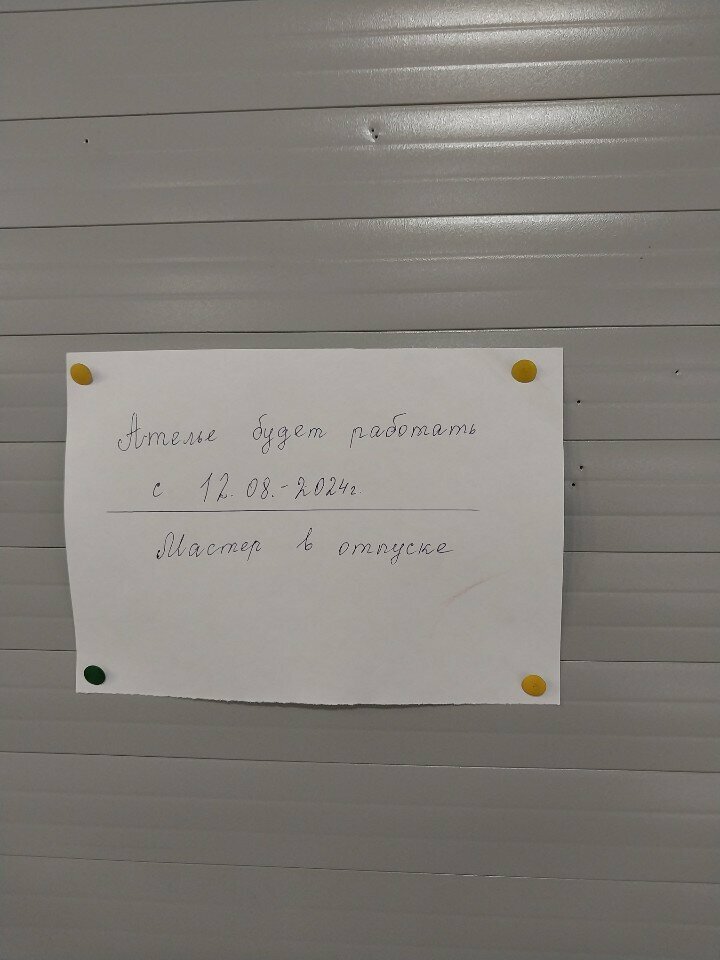 Ателье будет работать
с 12.08.-2024г.
Мастер в отпуске